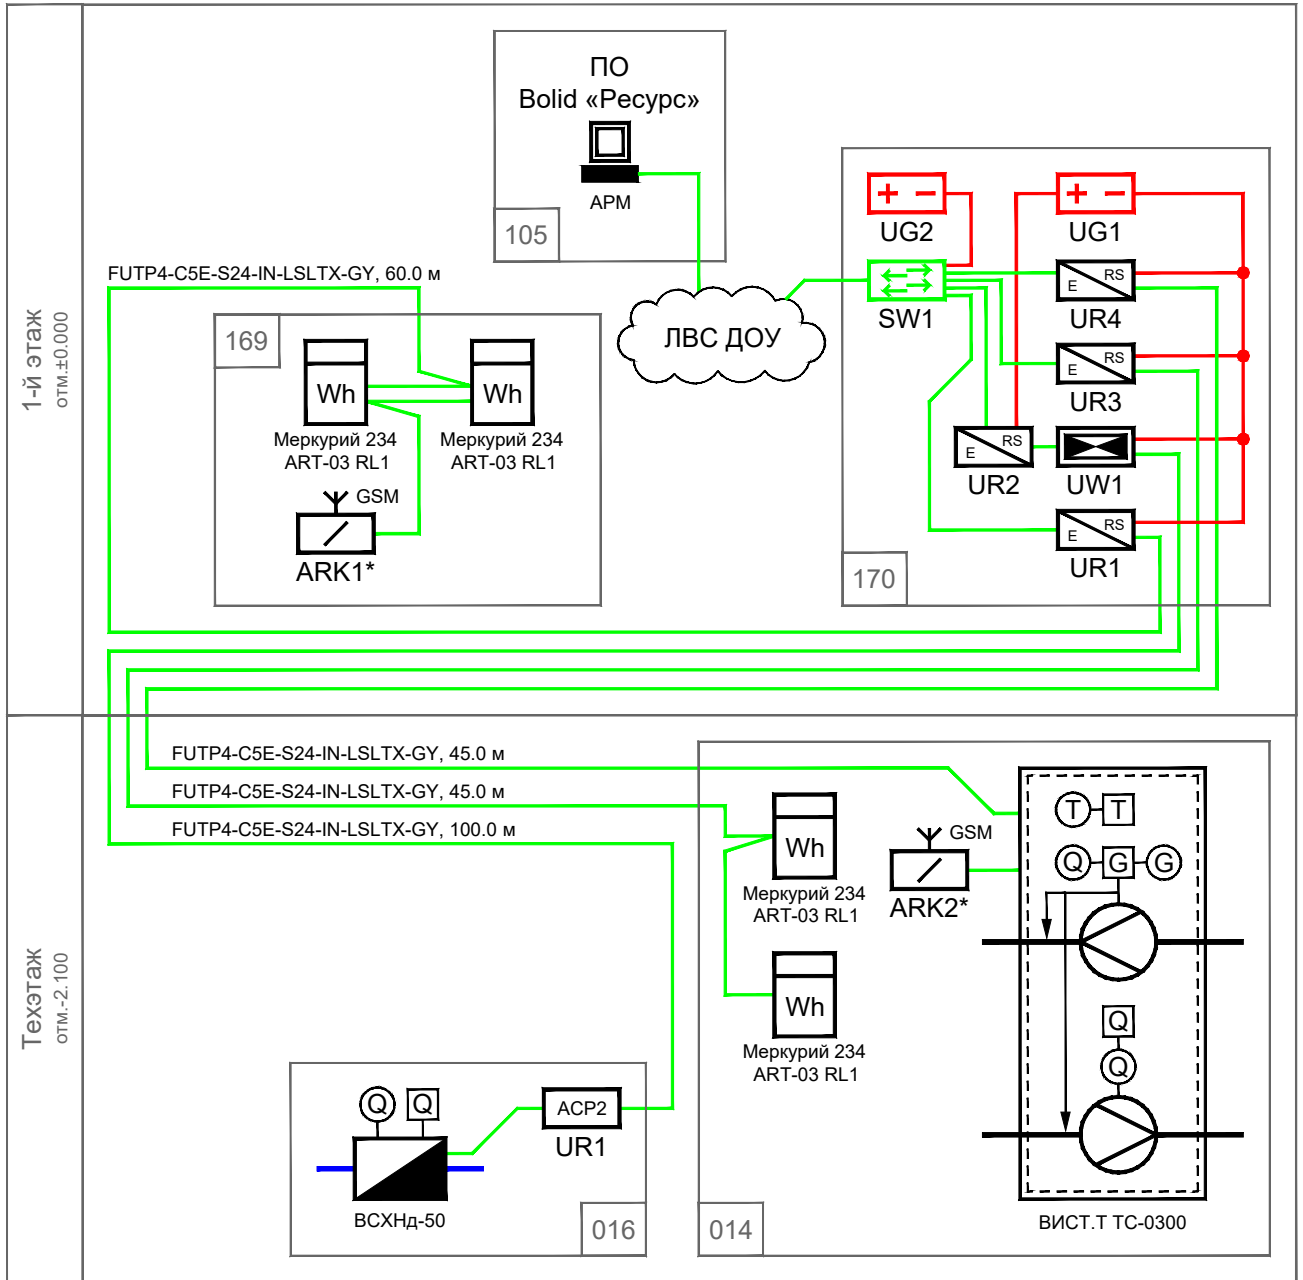 1-й этаж
отм.±0.000
ПО
Bolid «Ресурс»
АРМ
105
UG2
UG1
SW1
E
RS
UR4
E
RS
UR3
E
RS
UR2
UW1
E
RS
UR1
170
ЛВС ДОУ
FUTP4-C5E-S24-IN-LSLTX-GY, 60.0 м
169
Wh
Wh
Меркурий 234
ART-03 RL1
Меркурий 234
ART-03 RL1
GSM
ARK1*
Техэтаж
отм.-2.100
FUTP4-C5E-S24-IN-LSLTX-GY, 45.0 м
FUTP4-C5E-S24-IN-LSLTX-GY, 45.0 м
FUTP4-C5E-S24-IN-LSLTX-GY, 100.0 м
Wh
Меркурий 234
ART-03 RL1
Wh
Меркурий 234
ART-03 RL1
GSM
ARK2*
T
T
Q
G
G
Q
Q
ВИСТ.Т ТС-0300
014
Q
Q
АСР2
UR1
ВСХНд-50
016